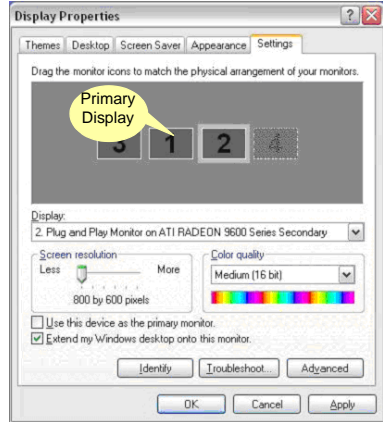 Display Properties
Themes Desktop Screen Saver Appearance Settings
Drag the monitor icons to match the physical arrangement of your monitors.
Primary
Display
3 1 2 4
Display:
2. Plug and Play Monitor on ATI RADEON 9600 Series Secondary
Screen resolution
Less More
800 by 600 pixels
Color quality
Medium (16 bit)
Use this device as the primary monitor.
Extend my Windows desktop onto this monitor.
Identify Troubleshoot... Advanced
OK Cancel Apply